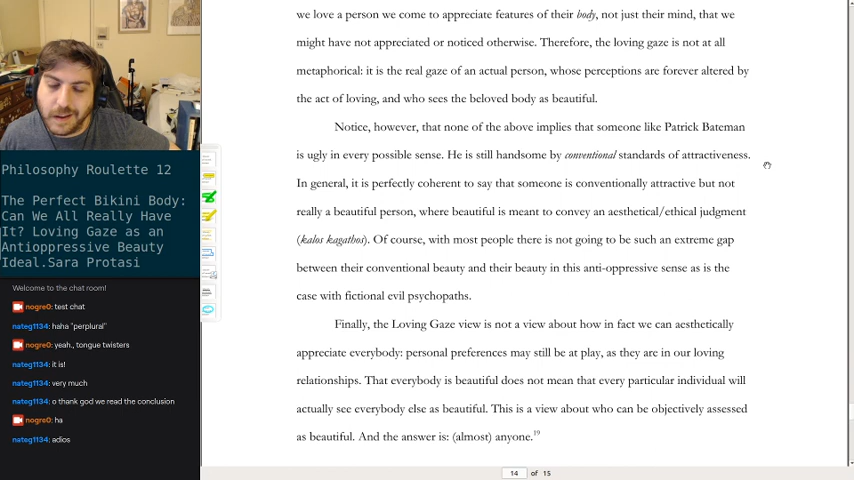 Philosophy Roulette 12
The Perfect Bikini Body:
Can We All Really Have
It? Loving Gaze as an
Antioppressive Beauty
Ideal.Sara Protasi
Welcome to the chat room!
nogre0: test chat
nateg1134: haha "perplural"
nogre0: yeah., tongue twisters
nateg1134: it is!
nateg1134: very much
nateg1134: o thank god we read the conclusion
nogre0: ha
nateg1134: adios
we love a person we come to appreciate features of their body, not just their mind, that we
might have not appreciated or noticed otherwise. Therefore, the loving gaze is not at all
metaphorical: it is the real gaze of an actual person, whose perceptions are forever altered by
the act of loving, and who sees the beloved body as beautiful.
Notice, however, that none of the above implies that someone like Patrick Bateman
is ugly in every possible sense. He is still handsome by conventional standards of attractiveness.
In general, it is perfectly coherent to say that someone is conventionally attractive but not
really a beautiful person, where beautiful is meant to convey an aesthetical/ethical judgment
(kalos kagathos). Of course, with most people there is not going to be such an extreme gap
between their conventional beauty and their beauty in this anti-oppressive sense as is the
case with fictional evil psychopaths.
Finally, the Loving Gaze view is not a view about how in fact we can aesthetically
appreciate everybody: personal preferences may still be at play, as they are in our loving
relationships. That everybody is beautiful does not mean that every particular individual will
actually see everybody else as beautiful. This is a view about who can be objectively assessed
as beautiful. And the answer is: (almost) anyone.19
14 of 15